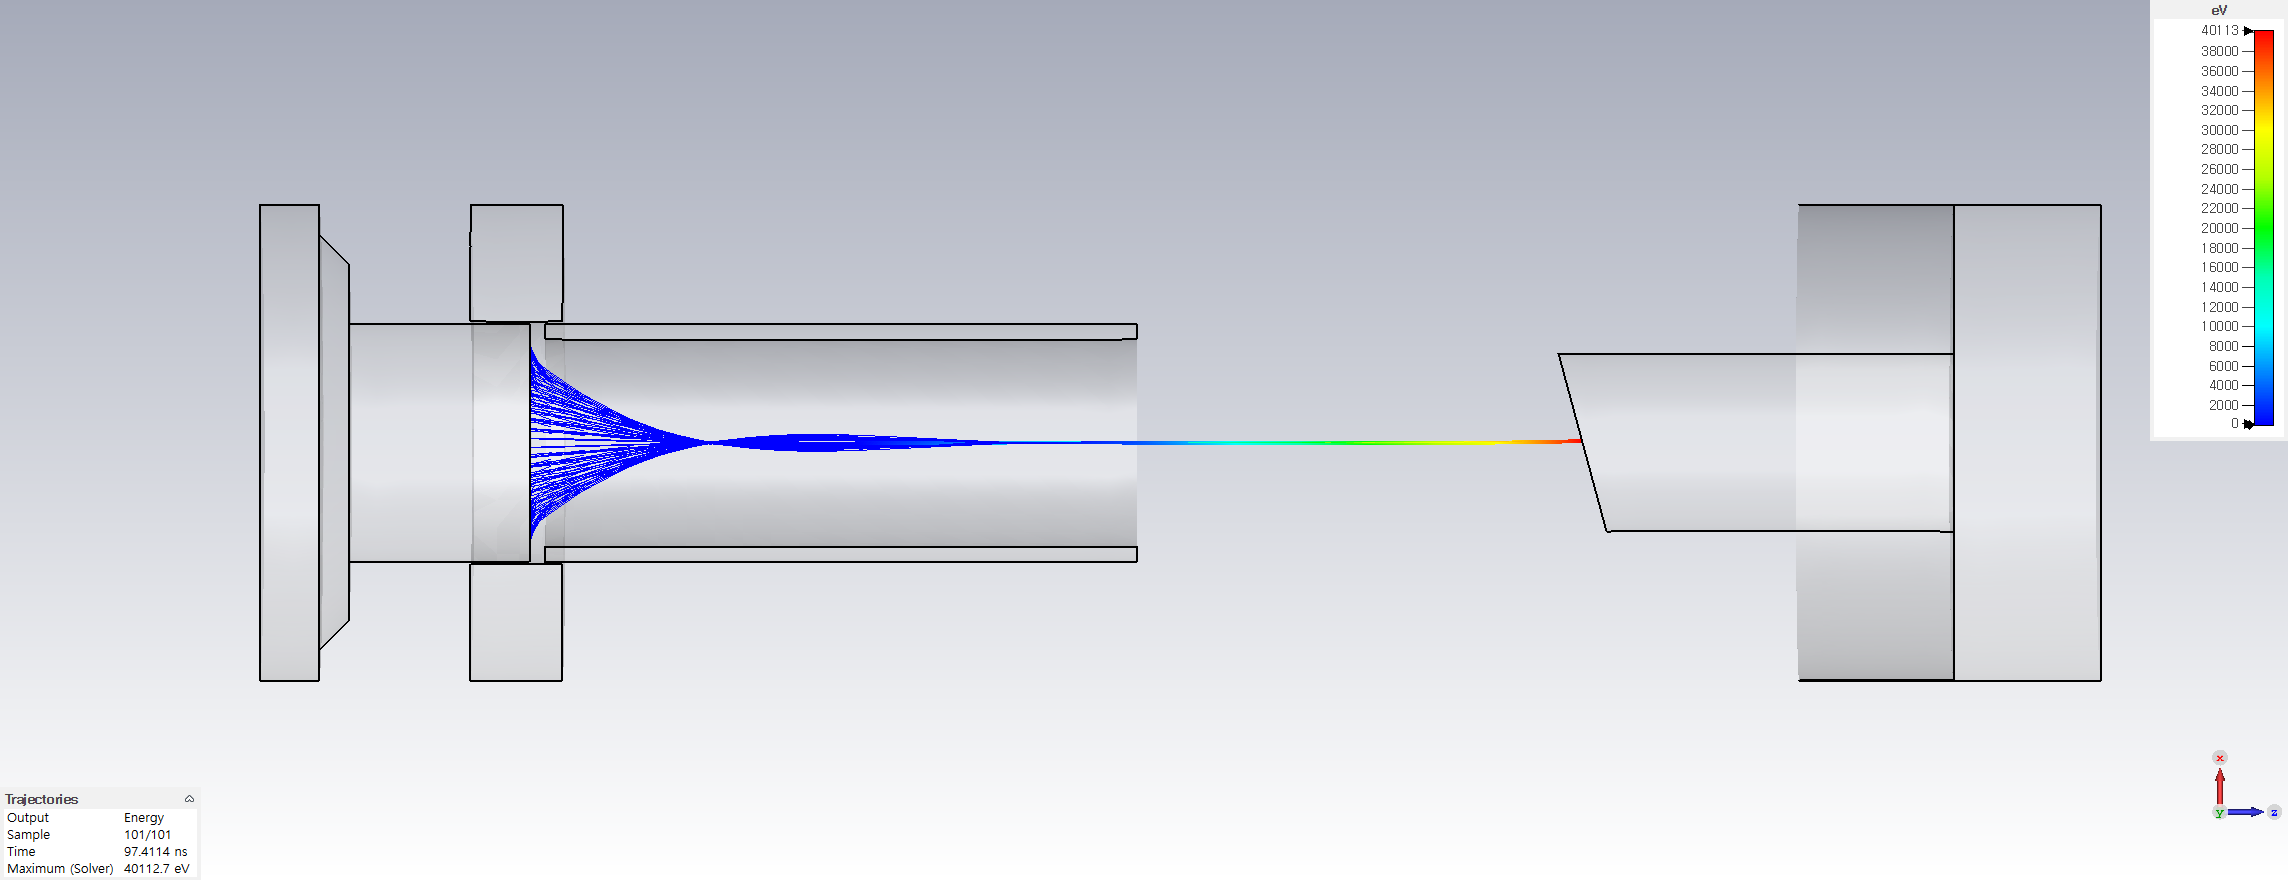 eV
40113
38000
36000
34000
32000
30000
28000
26000
24000
22000
20000
18000
16000
14000
12000
10000
8000
6000
4000
2000
0
x
y z
Trajectories
Output Energy
Sample 101/101
Time 97.4114 ns
Maximum (Solver) 40112.7 eV